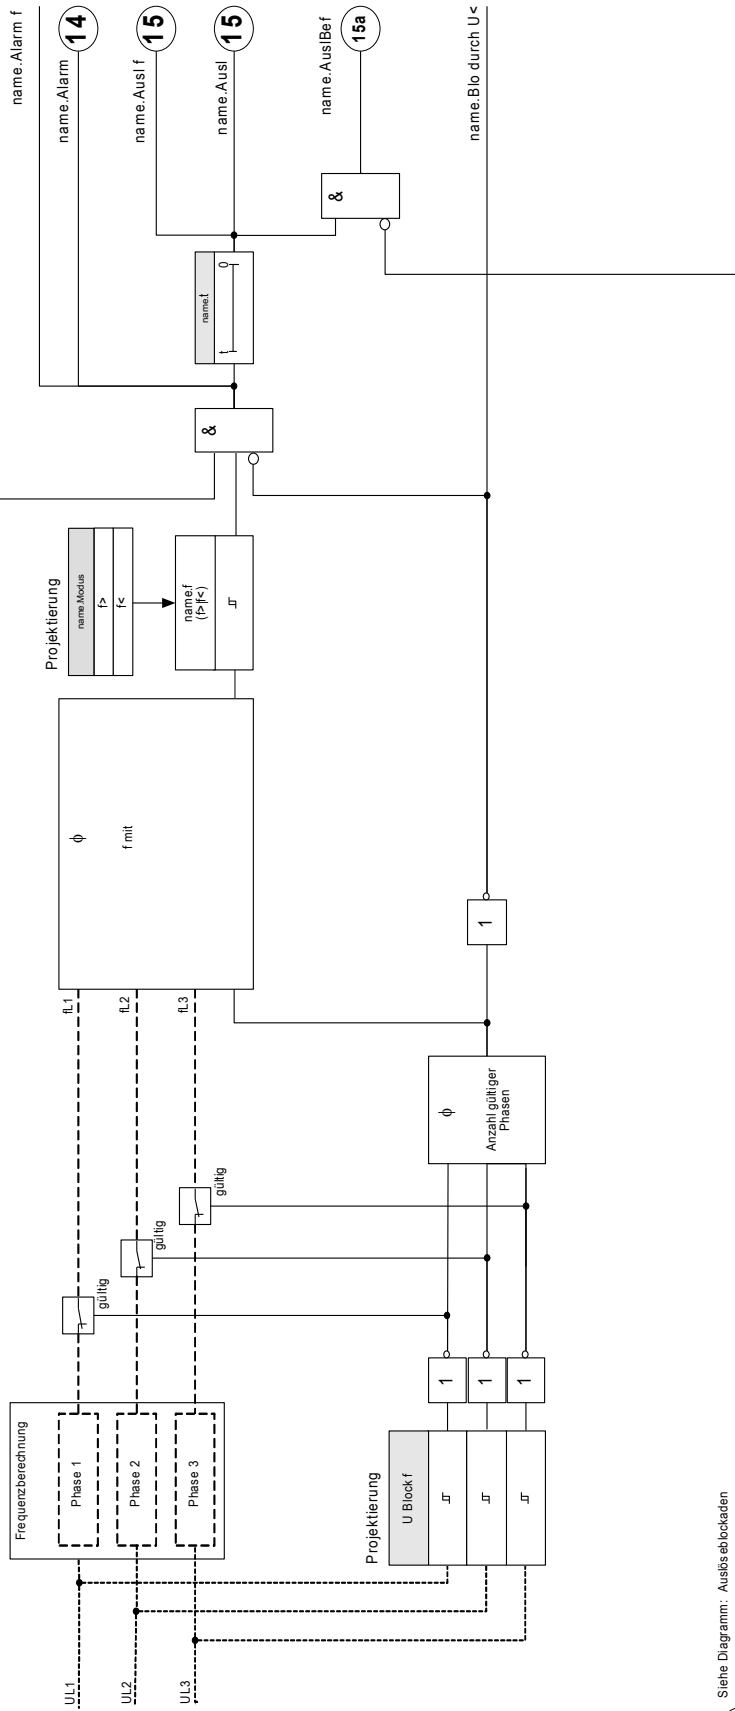 name.Alarm f
14
name.Alarm
15
name.Ausl f
15
name.Ausl
15a
name.AuslBef
name.Blo durch U<
&
name.t
t
0
&
Projektierung
name.Modus
f>
f<
name.f
(f>|f<)
ϕ
f mit
fL1
fL2
fL3
1
ϕ
Anzahl gültiger
Phasen
gültig
gültig
gültig
Frequenzberechnung
Phase 1
Phase 2
Phase 3
1
1
1
Projektierung
U Block f
UL1
UL2
UL3
Siehe Diagramm: Auslöseblockaden